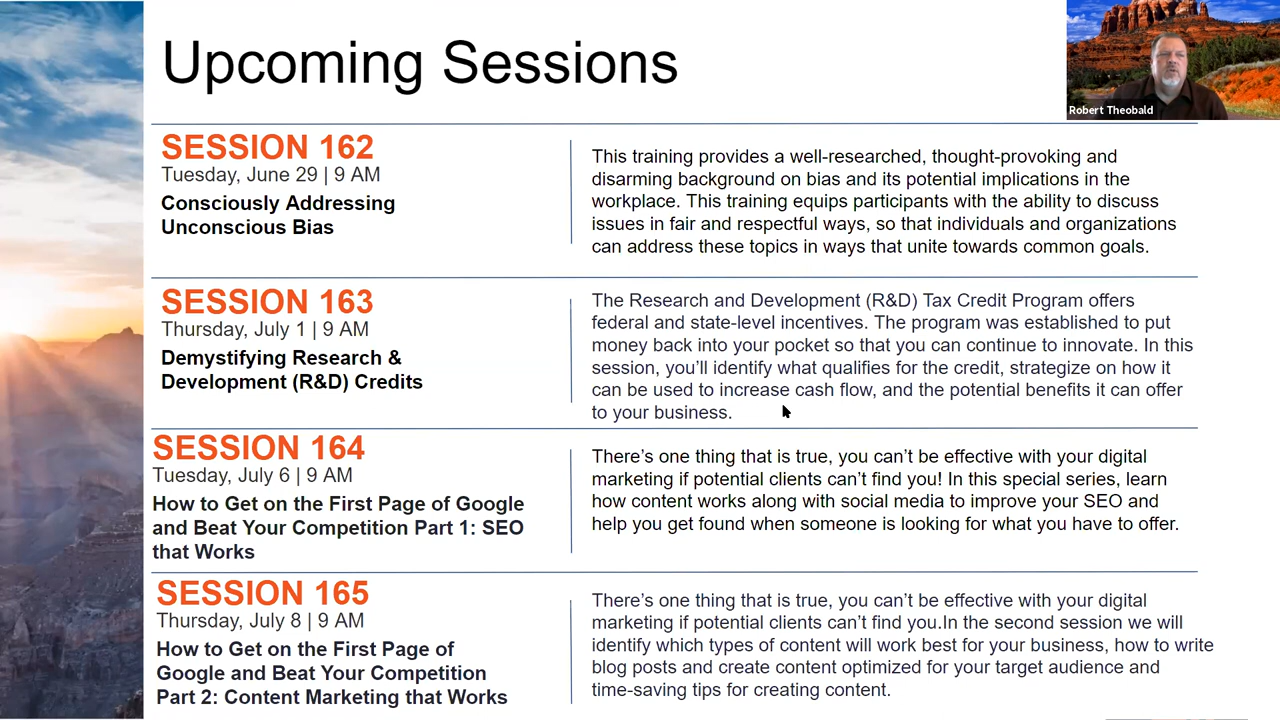 Upcoming Sessions
Robert Theobald
SESSION 162
Tuesday, June 29 | 9 AM
Consciously Addressing
Unconscious Bias
This training provides a well-researched, thought-provoking and
disarming background on bias and its potential implications in the
workplace. This training equips participants with the ability to discuss
issues in fair and respectful ways, so that individuals and organizations
can address these topics in ways that unite towards common goals.
SESSION 163
Thursday, July 1 | 9 AM
Demystifying Research &
Development (R&D) Credits
The Research and Development (R&D) Tax Credit Program offers
federal and state-level incentives. The program was established to put
money back into your pocket so that you can continue to innovate. In this
session, you’ll identify what qualifies for the credit, strategize on how it
can be used to increase cash flow, and the potential benefits it can offer
to your business.
SESSION 164
Tuesday, July 6 | 9 AM
How to Get on the First Page of Google
and Beat Your Competition Part 1: SEO
that Works
There’s one thing that is true, you can’t be effective with your digital
marketing if potential clients can’t find you! In this special series, learn
how content works along with social media to improve your SEO and
help you get found when someone is looking for what you have to offer.
SESSION 165
Thursday, July 8 | 9 AM
How to Get on the First Page of
Google and Beat Your Competition
Part 2: Content Marketing that Works
There’s one thing that is true, you can’t be effective with your digital
marketing if potential clients can’t find you.In the second session we will
identify which types of content will work best for your business, how to write
blog posts and create content optimized for your target audience and
time-saving tips for creating content.